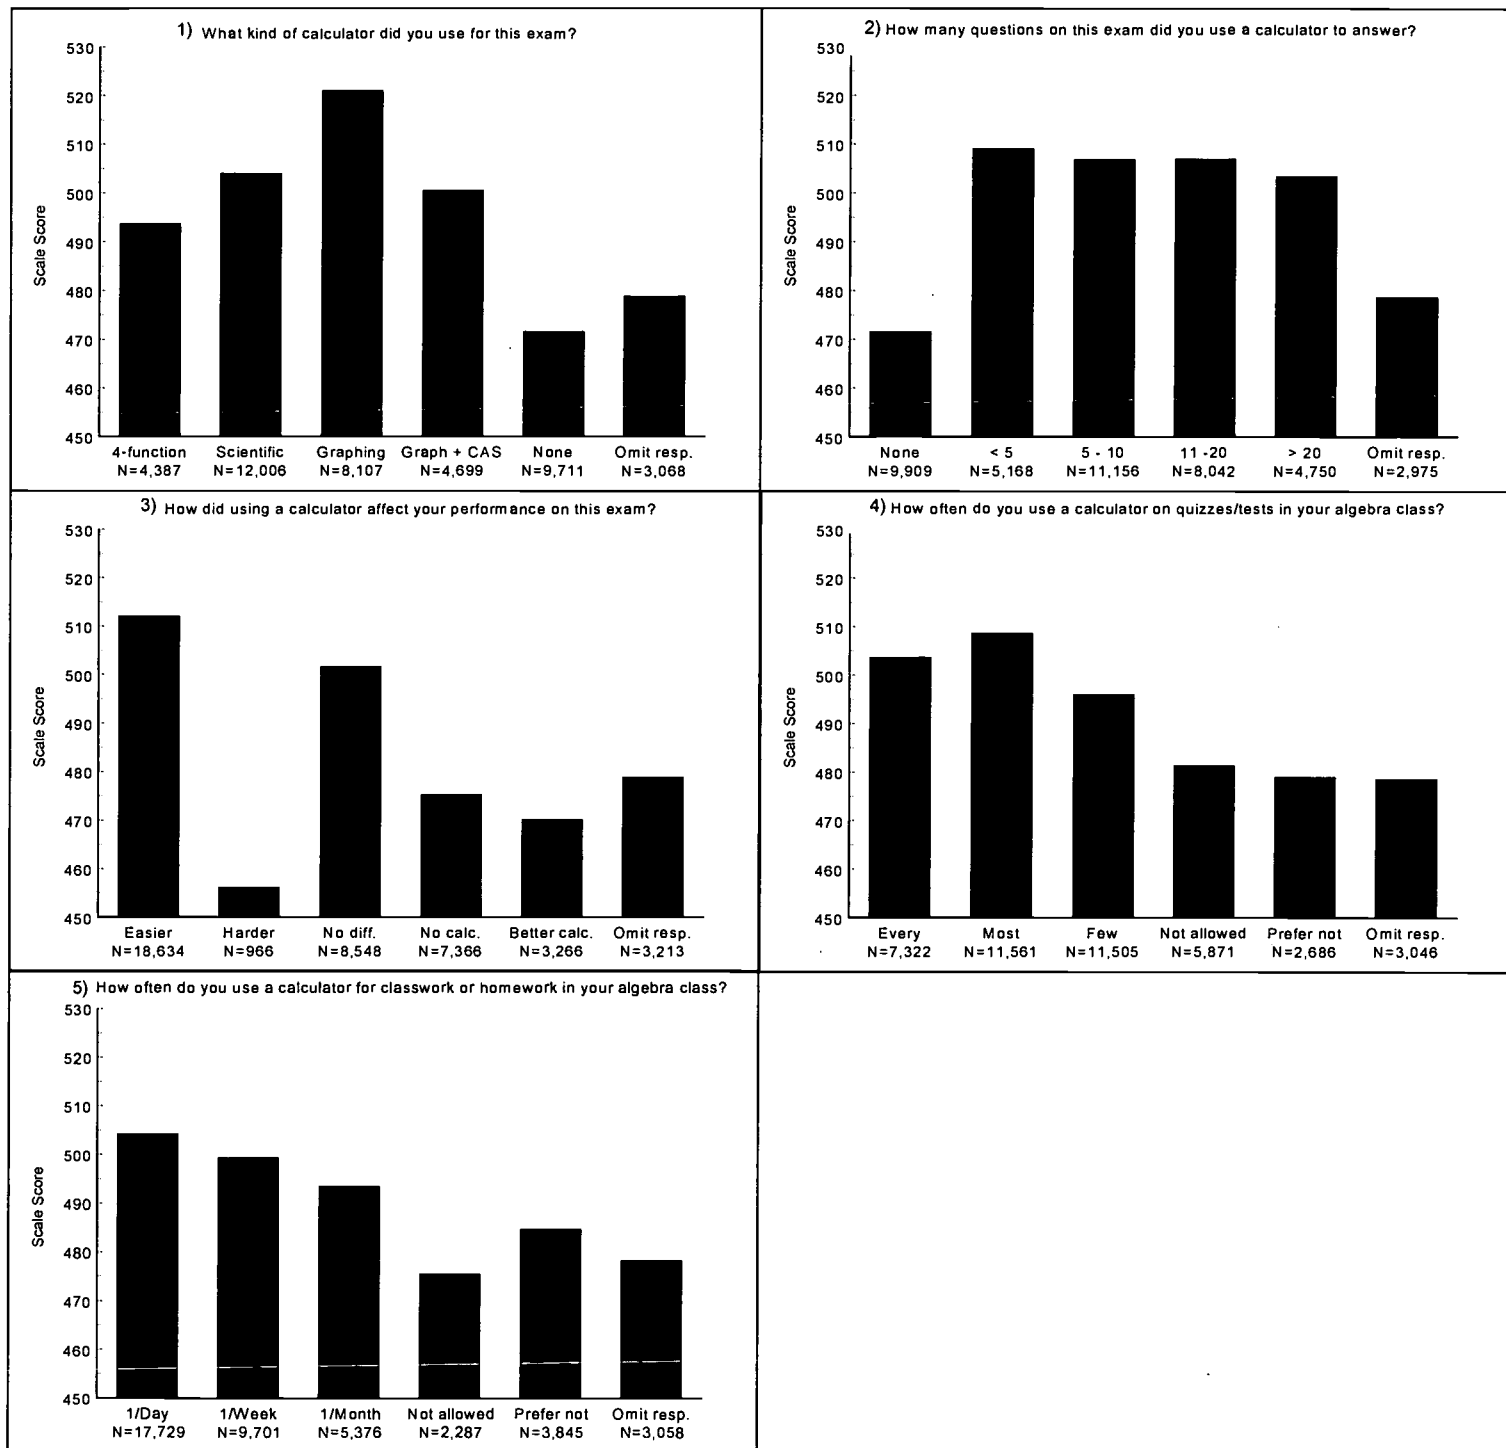 1) What kind of calculator did you use for this exam?
530
520
510
500
490
480
470
460
450
Scale Score
4-function Scientific Graphing Graph + CAS None Omit resp.
N=4,387 N=12,006 N=8,107 N=4,699 N=9,711 N=3,068
2) How many questions on this exam did you use a calculator to answer?
530
520
510
500
490
480
470
460
450
Scale Score
None < 5 5 - 10 11 -20 > 20 Omit resp.
N=9,909 N=5,168 N=11,156 N=8,042 N=4,750 N=2,975
3) How did using a calculator affect your performance on this exam?
530
520
510
500
490
480
470
460
450
Scale Score
Easier Harder No diff. No calc. Better calc. Omit resp.
N=18,634 N=966 N=8,548 N=7,366 N=3,266 N=3,213
4) How often do you use a calculator on quizzes/tests in your algebra class?
530
520
510
500
490
480
470
460
450
Scale Score
Every Most Few Not allowed Prefer not Omit resp.
N=7,322 N=11,561 N=11,505 N=5,871 N=2,686 N=3,046
5) How often do you use a calculator for classwork or homework in your algebra class?
530
520
510
500
490
480
470
460
450
Scale Score
1/Day 1/Week 1/Month Not allowed Prefer not Omit resp.
N=17,729 N=9,701 N=5,376 N=2,287 N=3,845 N=3,058